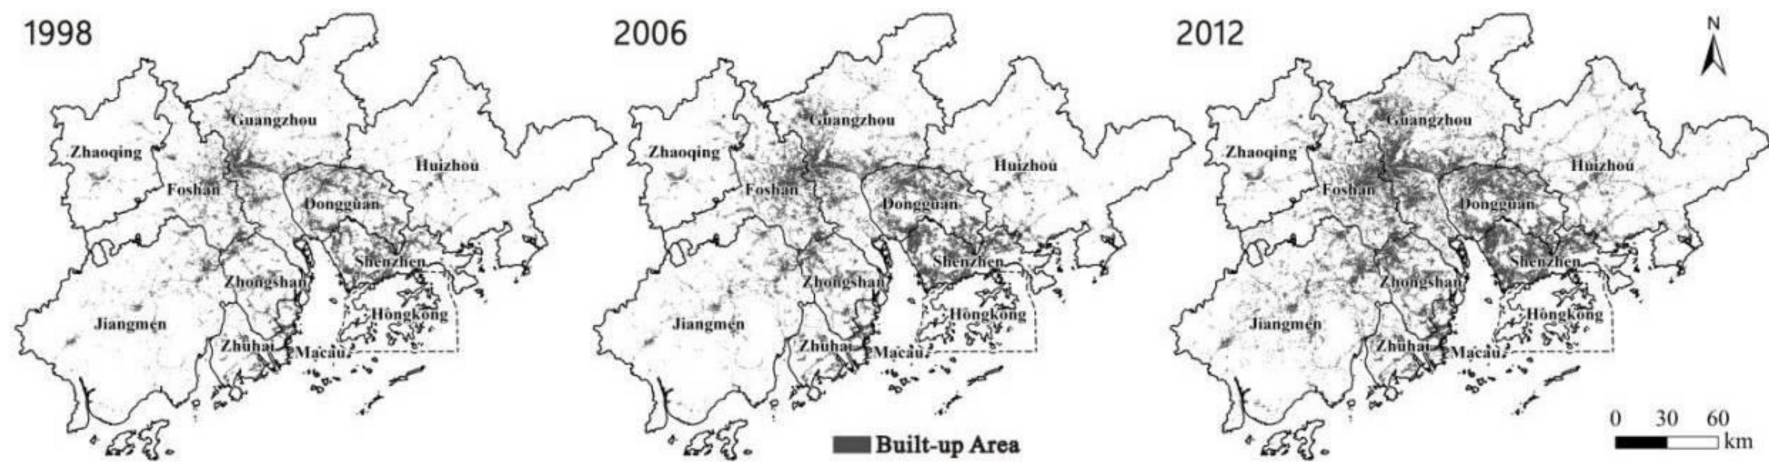 1998
Guangzhou
Zhaoqing
Huizhou
Foshan
Dongguan
Shenzhen
Zhongshan
Hongkong
Jiangmen
Zhuhai
Macau
2006
Guangzhou
Zhaoqing
Huizhou
Foshan
Dongguan
Shenzhen
Zhongshan
Hongkong
Jiangmen
Zhuhai
Macau
Built-up Area
2012
N
Guangzhou
Zhaoqing
Huizhou
Foshan
Dongguan
Shenzhen
Zhongshan
Hongkong
Jiangmen
Zhuhai
Macau
0 30 60
km